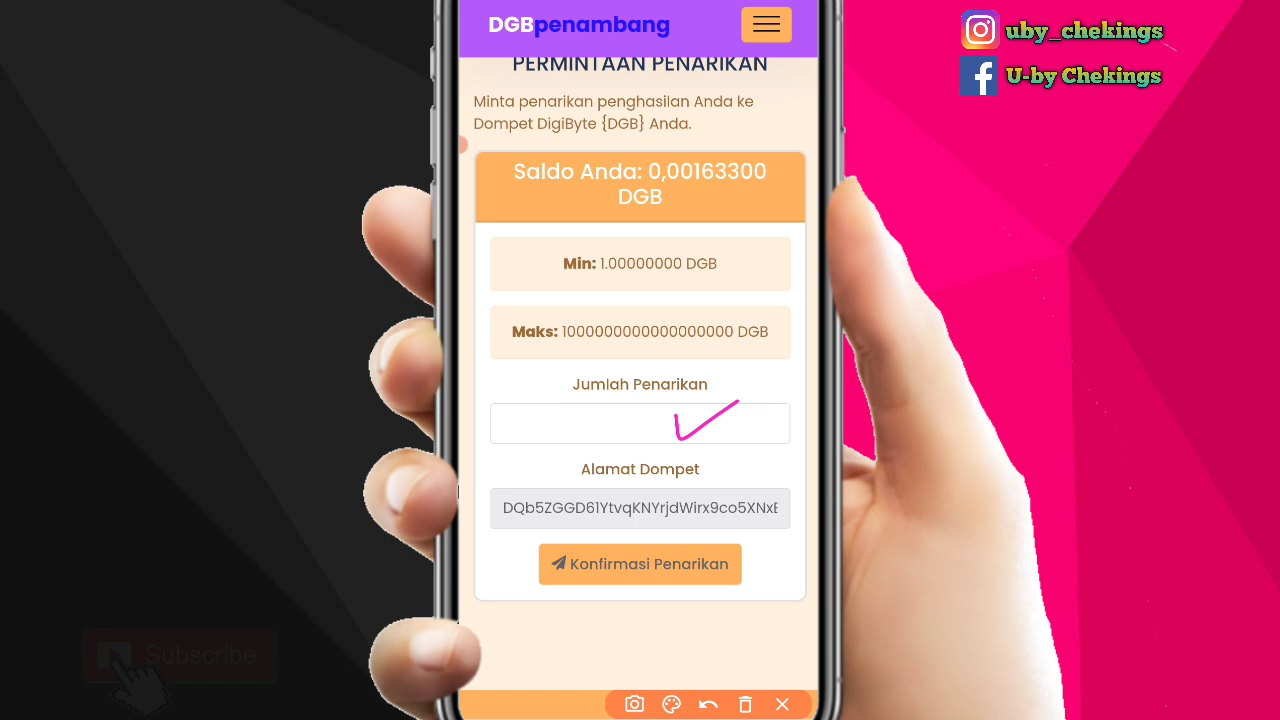 DGBpenambang
PERMINTAAN PENARIKAN
Minta penarikan penghasilan Anda ke
Dompet DigiByte {DGB} Anda.
Saldo Anda: 0,00163300
DGB
Min: 1.00000000 DGB
Maks: 1000000000000000000 DGB
Jumlah Penarikan
Alamat Dompet
DQb5ZGGD61YtvqKNYrjdWirx9co5XNxE
Konfirmasi Penarikan
uby_chekings
U-by Chekings
Subscribe